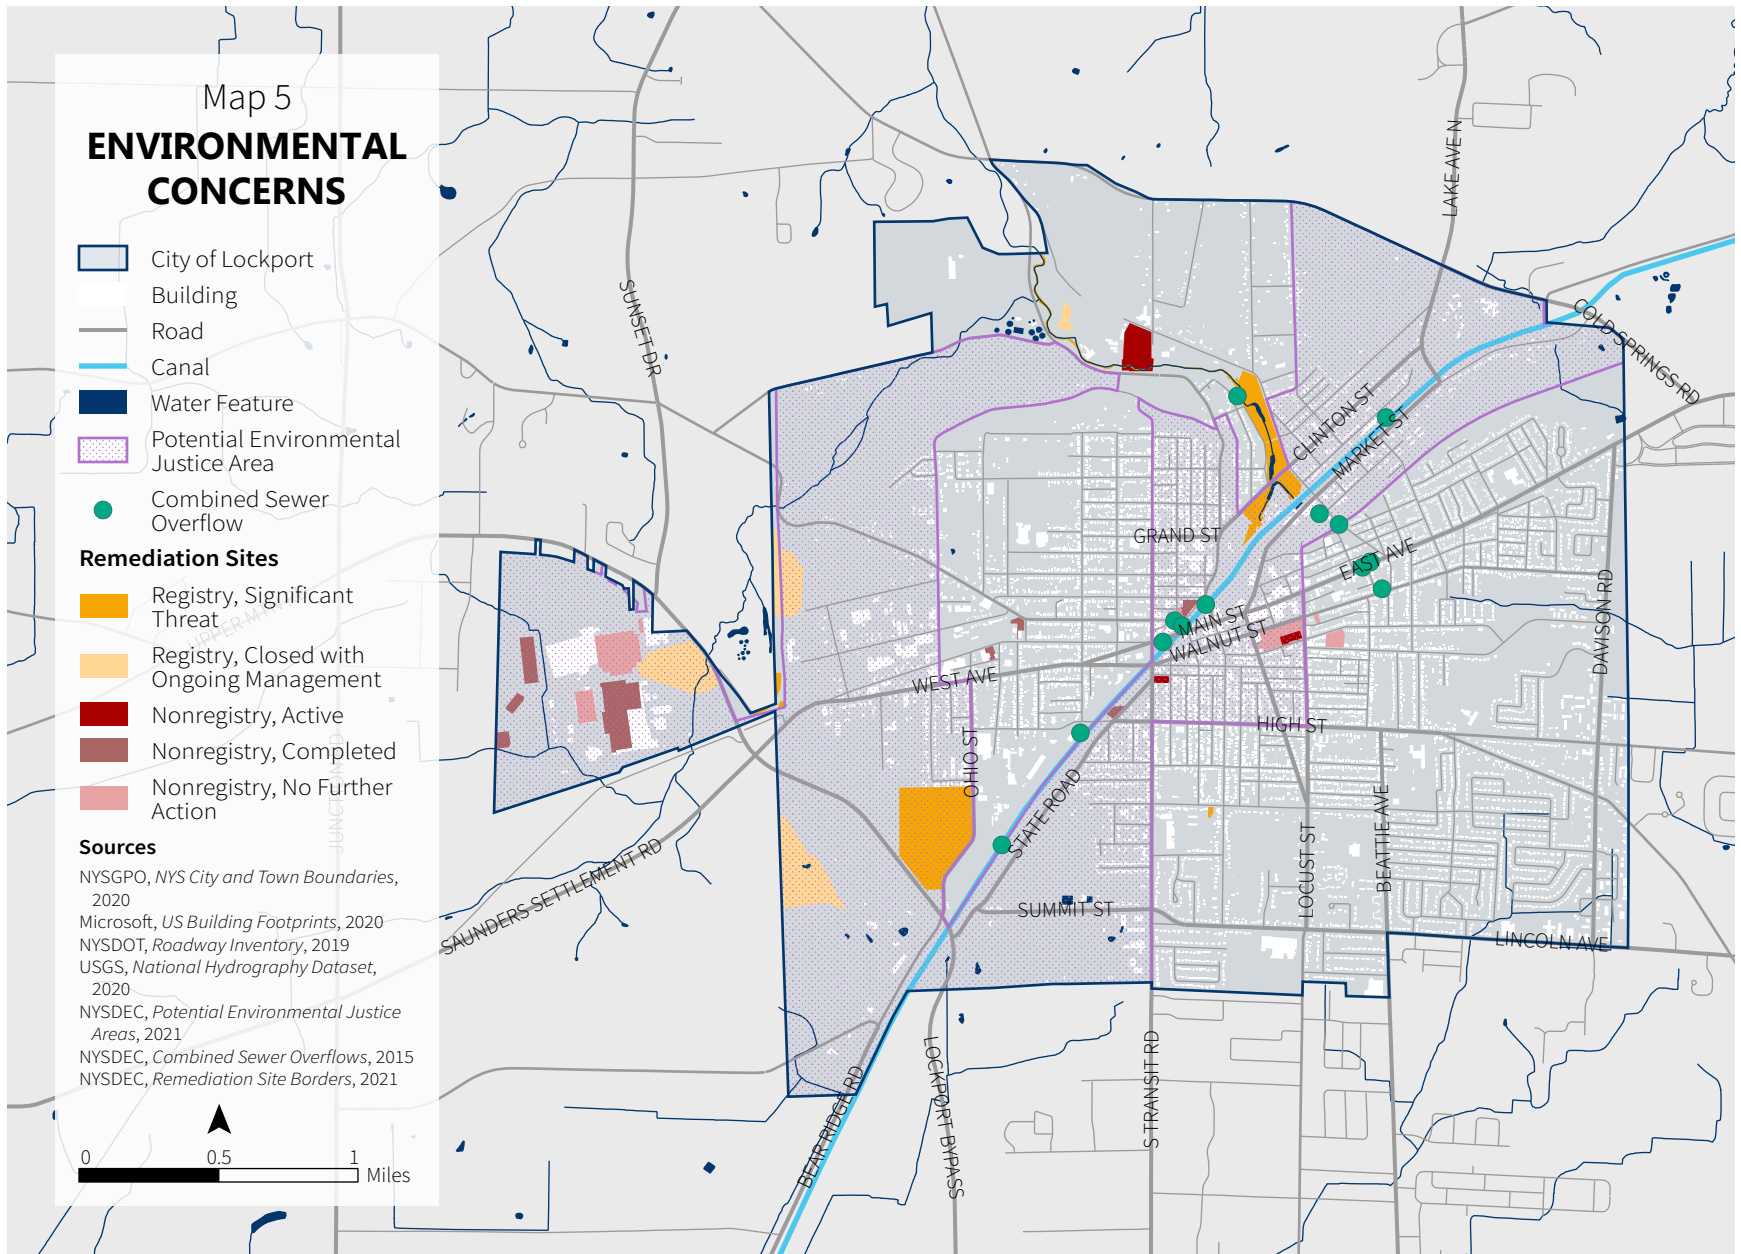 Map 5
ENVIRONMENTAL
CONCERNS
City of Lockport
Building
Road
Canal
Water Feature
Potential Environmental
Justice Area
Combined Sewer
Overflow
Remediation Sites
Registry, Significant
Threat
Registry, Closed with
Ongoing Management
Nonregistry, Active
Nonregistry, Completed
Nonregistry, No Further
Action
Sources
NYSGPO, NYS City and Town Boundaries,
2020
Microsoft, US Building Footprints, 2020
NYSDOT, Roadway Inventory, 2019
USGS, National Hydrography Dataset,
2020
NYSDEC, Potential Environmental Justice
Areas, 2021
NYSDEC, Combined Sewer Overflows, 2015
NYSDEC, Remediation Site Borders, 2021
0 0.5 1
Miles
LAKE AVE N
SUNSET DR
COLD SPRINGS RD
CLINTON ST
MARKET ST
GRAND ST
EAST AVE
MAIN ST
WALNUT ST
DAVISON RD
WEST AVE
HIGH ST
OHIO ST
STATE ROAD
LOCUST ST
BEATTIE AVE
SAUNDERS SETTLEMENT RD
SUMMIT ST
LINCOLN AVE
BEAR RIDGE RD
LOCKPORT BYPASS
S TRANSIT RD